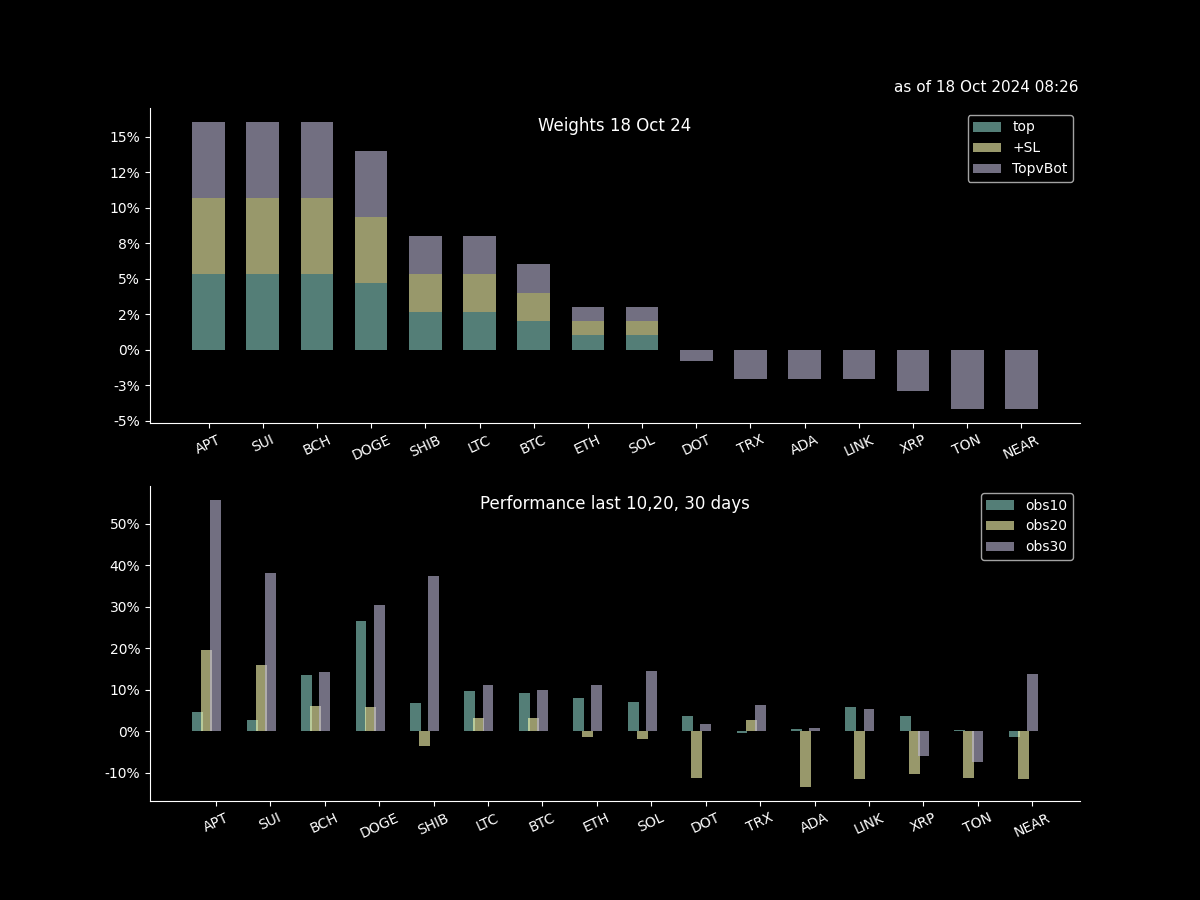 as of 18 Oct 2024 08:26
Weights 18 Oct 24
top
+SL
TopvBot
15%
12%
10%
8%
5%
2%
0%
-3%
-5%
APT SUI BCH DOGE SHIB LTC BTC ETH SOL DOT TRX ADA LINK XRP TON NEAR
Performance last 10,20, 30 days
obs10
obs20
obs30
50%
40%
30%
20%
10%
0%
-10%
APT SUI BCH DOGE SHIB LTC BTC ETH SOL DOT TRX ADA LINK XRP TON NEAR